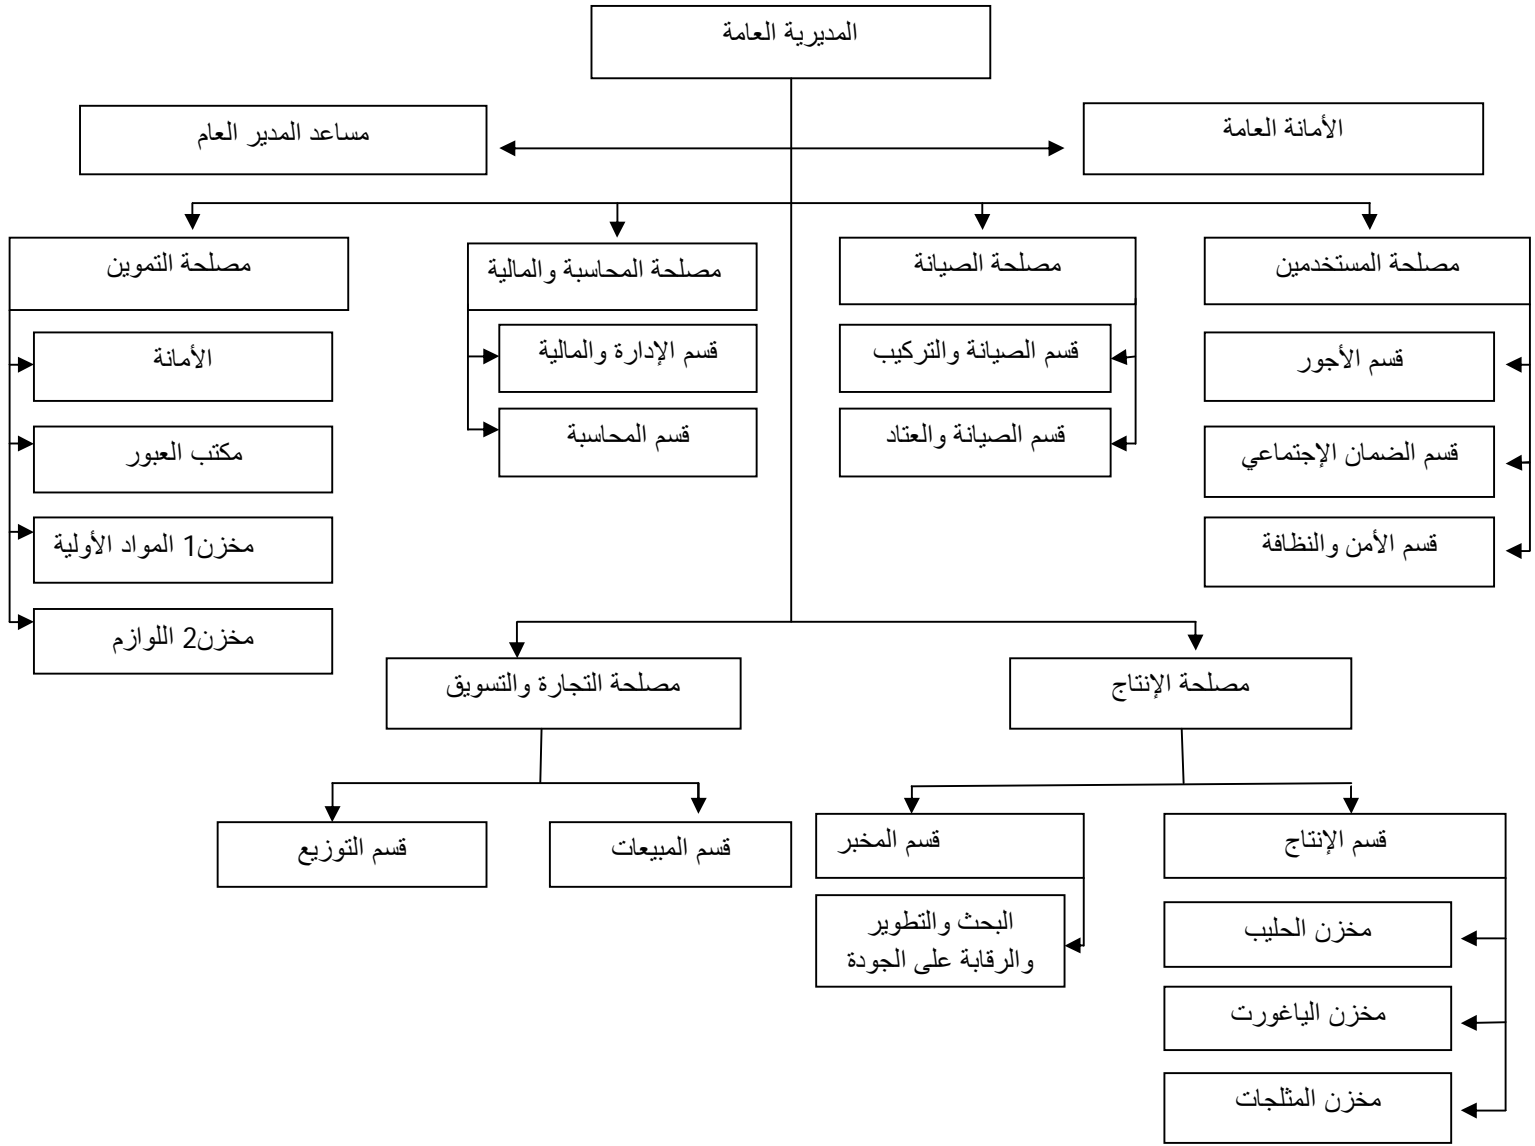 المديرية العامة
الأمانة العامة
مساعد المدير العام
مصلحة المستخدمين
قسم الأجور
قسم الضمان الإجتماعي
قسم الأمن والنظافة
مصلحة الصيانة
قسم الصيانة والتركيب
قسم الصيانة والعتاد
مصلحة المحاسبة والمالية
قسم الإدارة والمالية
قسم المحاسبة
مصلحة التموين
الأمانة
مكتب العبور
مخزن1 المواد الأولية
مخزن2 اللوازم
مصلحة الإنتاج
قسم الإنتاج
مخزن الحليب
مخزن الياغورت
مخزن المثلجات
قسم المخبر
البحث والتطوير
والرقابة على الجودة
مصلحة التجارة والتسويق
قسم المبيعات
قسم التوزيع